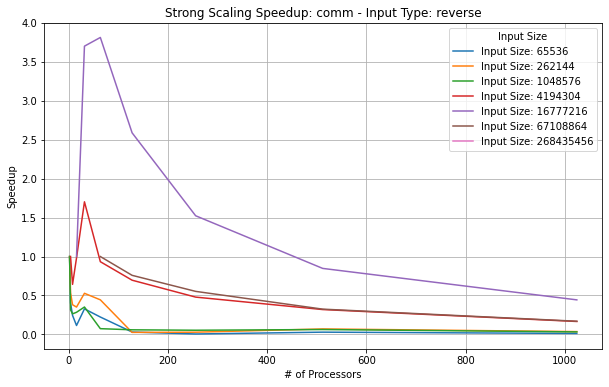 Strong Scaling Speedup: comm - Input Type: reverse
Speedup
4.0
3.5
3.0
2.5
2.0
1.5
1.0
0.5
0.0
Input Size
Input Size: 65536
Input Size: 262144
Input Size: 1048576
Input Size: 4194304
Input Size: 16777216
Input Size: 67108864
Input Size: 268435456
0
200
400
600
800
1000
# of Processors